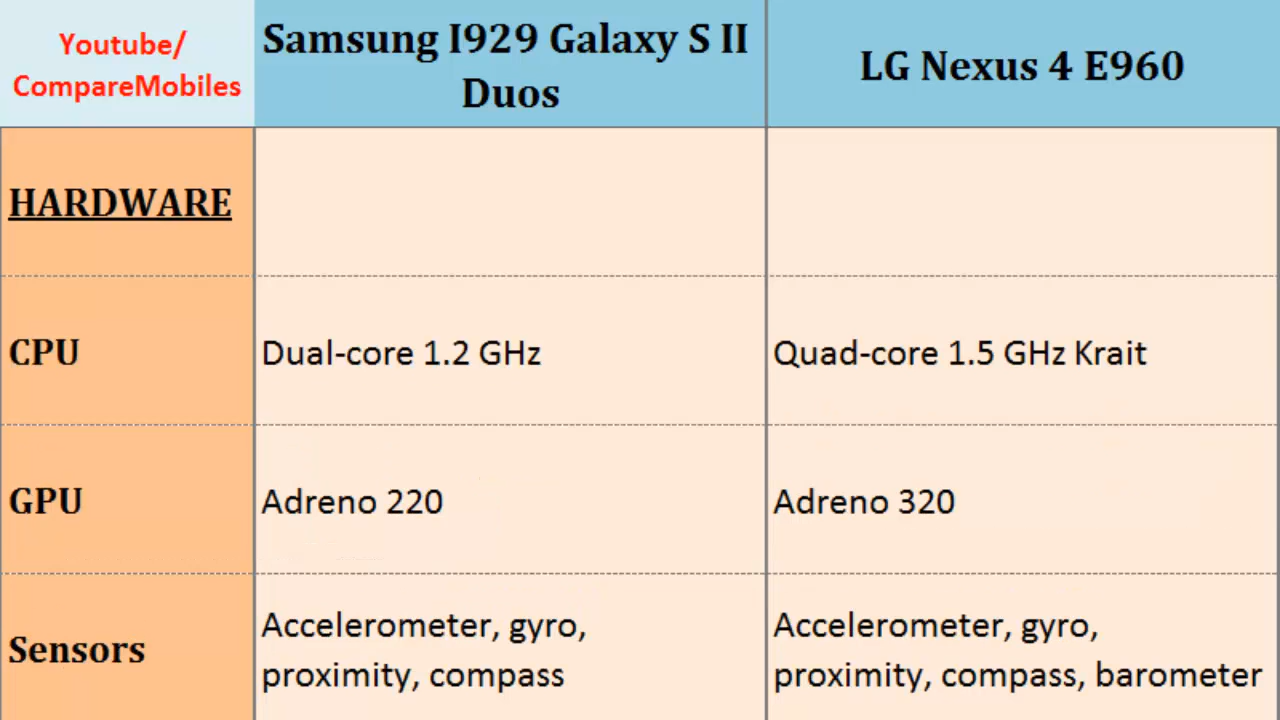 Youtube/
CompareMobiles
Samsung I929 Galaxy S II
Duos
LG Nexus 4 E960
HARDWARE
CPU
Dual-core 1.2 GHz
Quad-core 1.5 GHz Krait
GPU
Adreno 220
Adreno 320
Sensors
Accelerometer, gyro,
proximity, compass
Accelerometer, gyro,
proximity, compass, barometer